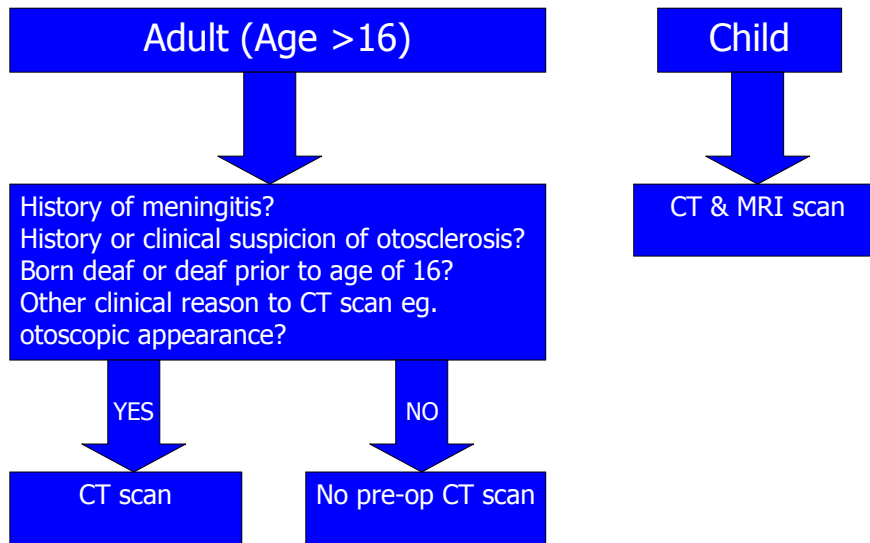 Adult (Age >16)
Child
History of meningitis?
History or clinical suspicion of otosclerosis?
Born deaf or deaf prior to age of 16?
Other clinical reason to CT scan eg.
otoscopic appearance?
CT & MRI scan
YES
NO
CT scan
No pre-op CT scan